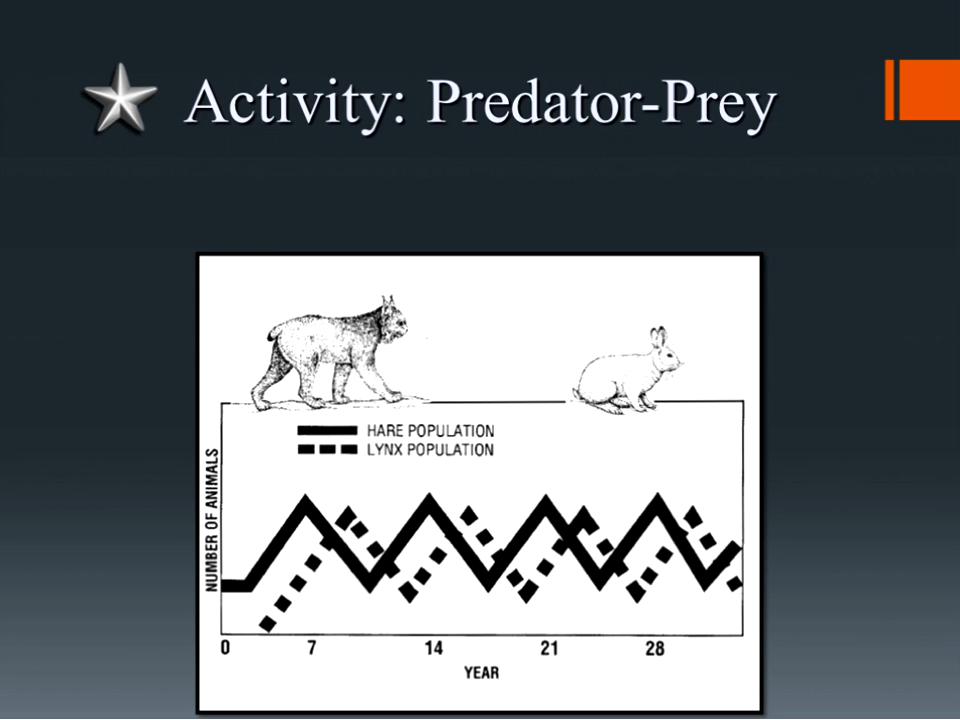 Activity: Predator-Prey
HARE POPULATION
LYNX POPULATION
NUMBER OF ANIMALS
0 7 14 21 28
YEAR